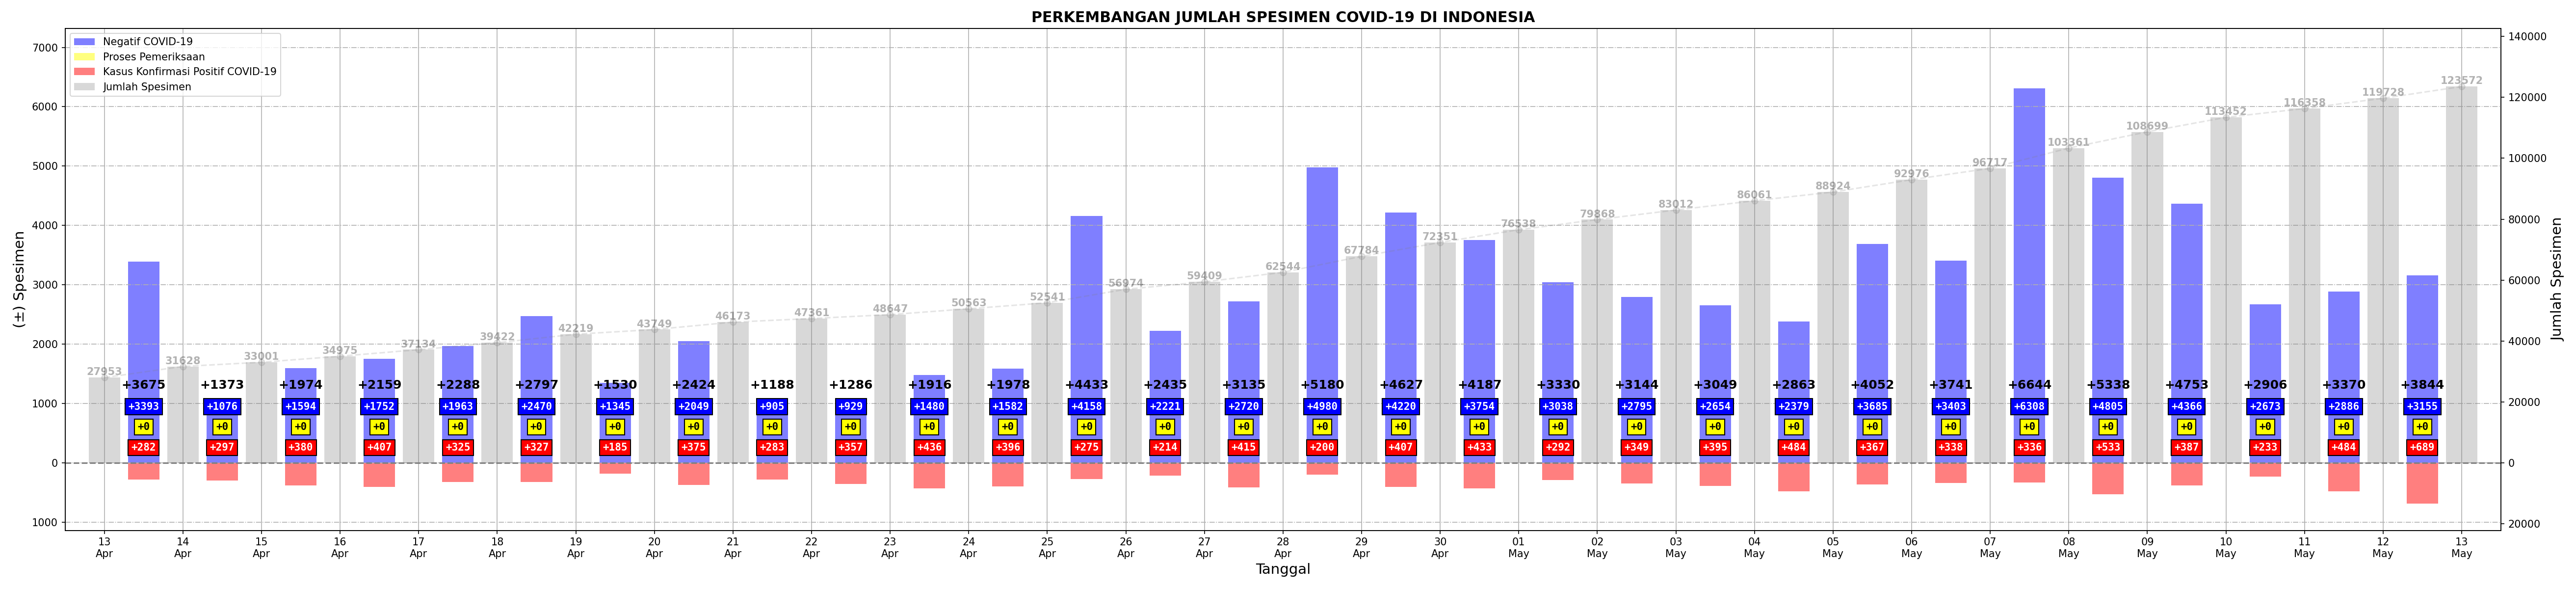 PERKEMBANGAN JUMLAH SPESIMEN COVID-19 DI INDONESIA
Negatif COVID-19
Proses Pemeriksaan
Kasus Konfirmasi Positif COVID-19
Jumlah Spesimen
(±) Spesimen
7000
6000
5000
4000
3000
2000
1000
0
1000
140000
120000
100000
80000
60000
40000
20000
0
20000
Jumlah Spesimen
27953 31628 33001 34975 37134 39422 42219 43749 46173 47361 48647 50563 52541 56974 59409 62544 67784 72351 76538 79868 83012 86061 88924 92976 96717 103361 108699 113452 116358 119728 123572
+3675 +1373 +1974 +2159 +2288 +2797 +1530 +2424 +1188 +1286 +1916 +1978 +4433 +2435 +3135 +5180 +4627 +4187 +3330 +3144 +3049 +2863 +4052 +3741 +6644 +5338 +4753 +2906 +3370 +3844
+3393 +1076 +1594 +1752 +1963 +2470 +1345 +2049 +905 +929 +1480 +1582 +4158 +2221 +2720 +4980 +4220 +3754 +3038 +2795 +2654 +2379 +3685 +3403 +6308 +4805 +4366 +2673 +2886 +3155
+0 +0 +0 +0 +0 +0 +0 +0 +0 +0 +0 +0 +0 +0 +0 +0 +0 +0 +0 +0 +0 +0 +0 +0 +0 +0 +0 +0 +0 +0
+282 +297 +380 +407 +325 +327 +185 +375 +283 +357 +436 +396 +275 +214 +415 +200 +407 +433 +292 +349 +395 +484 +367 +338 +336 +533 +387 +233 +484 +689
13 14 15 16 17 18 19 20 21 22 23 24 25 26 27 28 29 30 01 02 03 04 05 06 07 08 09 10 11 12 13
Apr Apr Apr Apr Apr Apr Apr Apr Apr Apr Apr Apr Apr Apr Apr Apr Apr Apr May May May May May May May May May May May May May
Tanggal